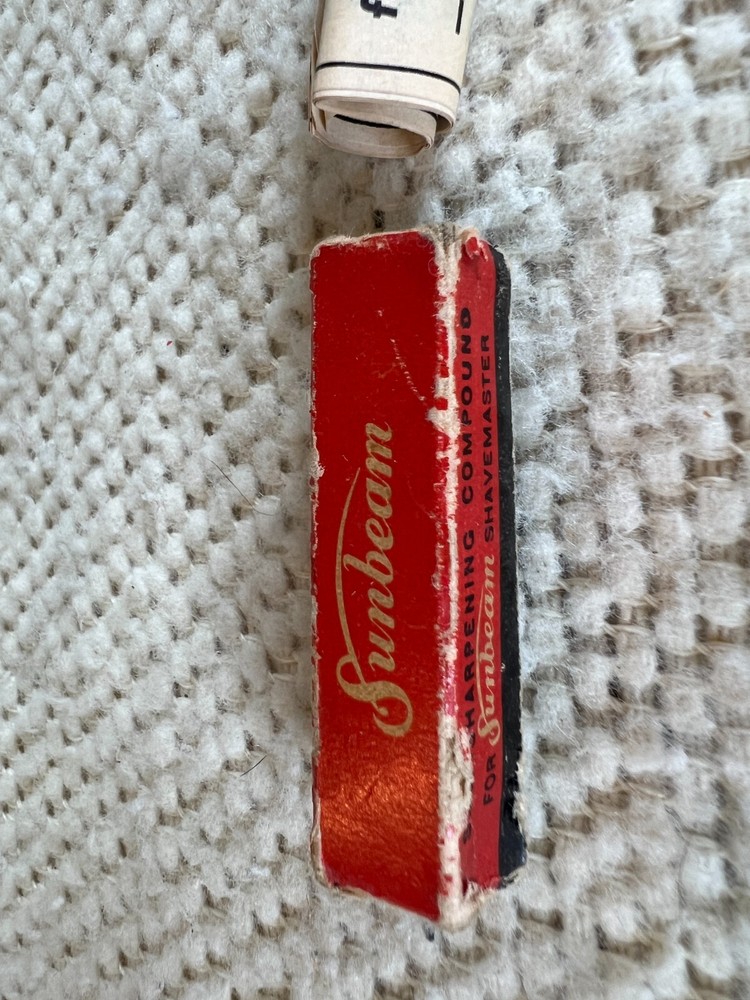 f
Sunbeam
SHARPENING COMPOUND
FOR Sunbeam SHAVEMASTER